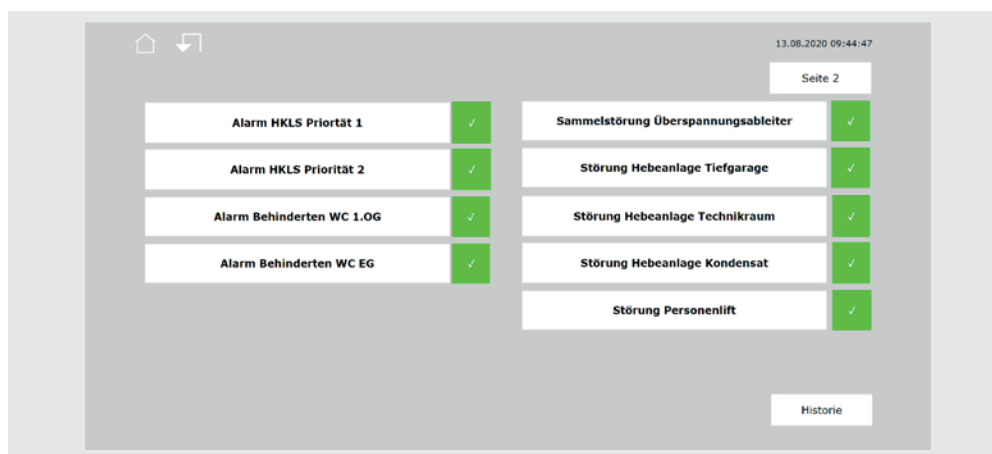 13.08.2020 09:44:47
Seite 2
Alarm HKLS Priortät 1
Alarm HKLS Priorität 2
Alarm Behinderten WC 1.OG
Alarm Behinderten WC EG
Sammelstörung Überspannungsableiter
Störung Hebeanlage Tiefgarage
Störung Hebeanlage Technikraum
Störung Hebeanlage Kondensat
Störung Personenlift
Historie